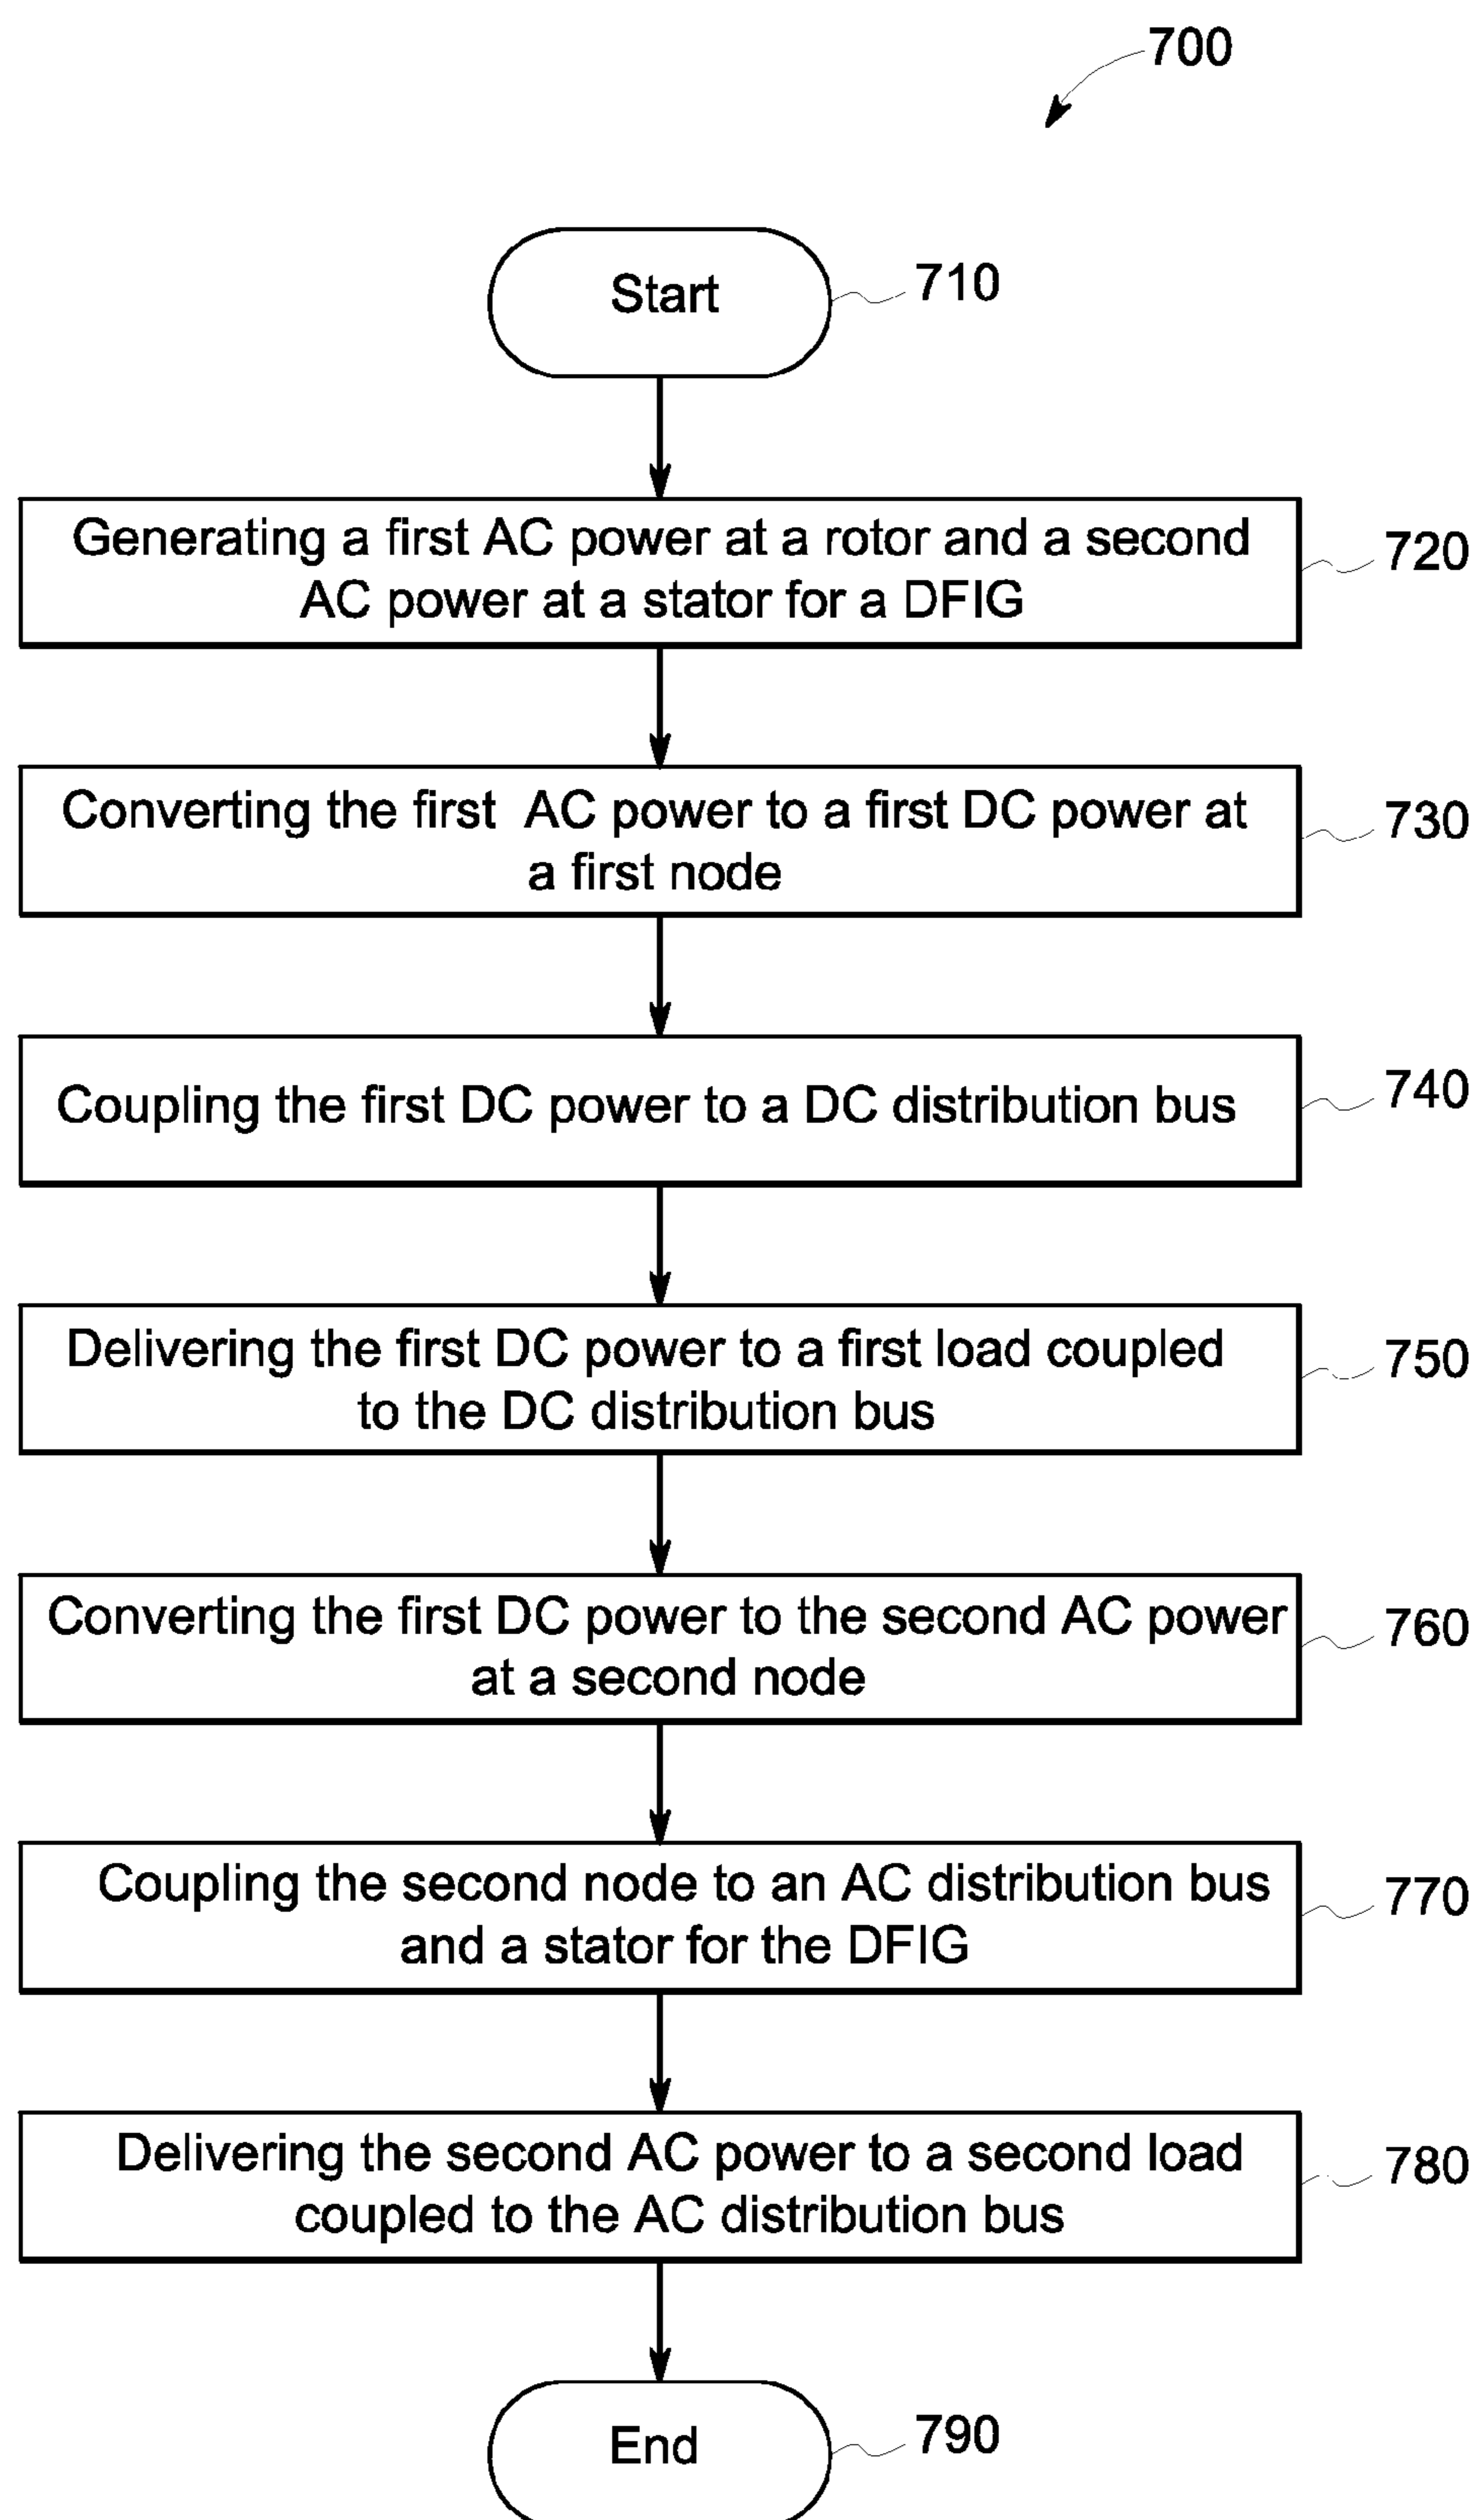 700
Start
710
Generating a first AC power at a rotor and a second
AC power at a stator for a DFIG
720
Converting the first AC power to a first DC power at
a first node
730
Coupling the first DC power to a DC distribution bus
740
Delivering the first DC power to a first load coupled
to the DC distribution bus
750
Converting the first DC power to the second AC power
at a second node
760
Coupling the second node to an AC distribution bus
and a stator for the DFIG
770
Delivering the second AC power to a second load
coupled to the AC distribution bus
780
End
790